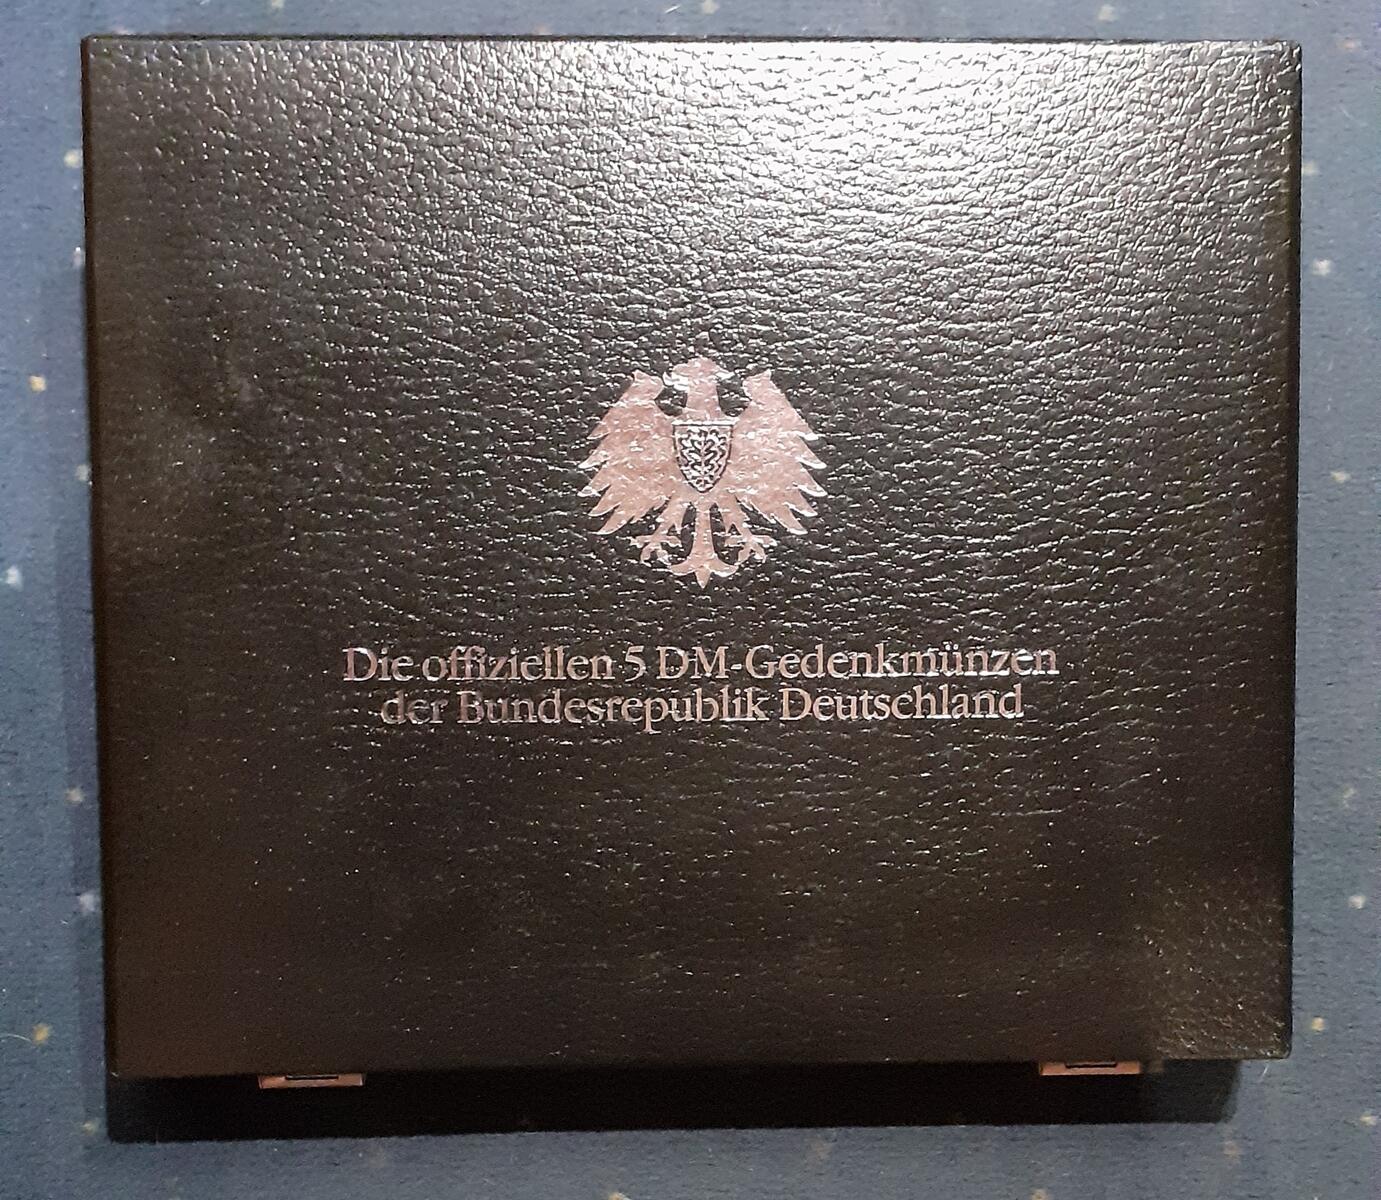 Die offiziellen 5 DM-Gedenkmünzen
der Bundesrepublik Deutschland